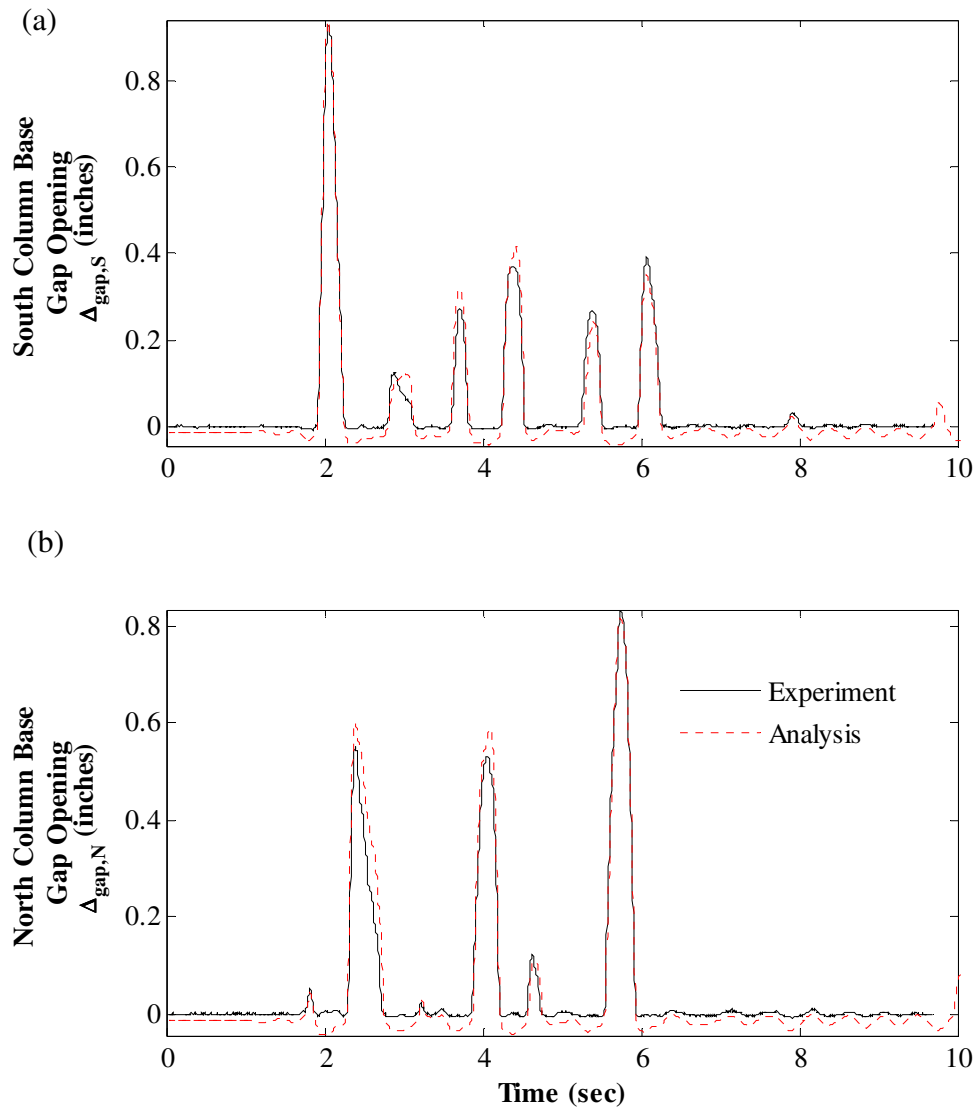 (a)
South Column Base
Gap Opening
Δgap,S (inches)
0.8
0.6
0.4
0.2
0
0 2 4 6 8 10
(b)
North Column Base
Gap Opening
Δgap,N (inches)
0.8
0.6
0.4
0.2
0
Experiment
Analysis
0 2 4 6 8 10
Time (sec)